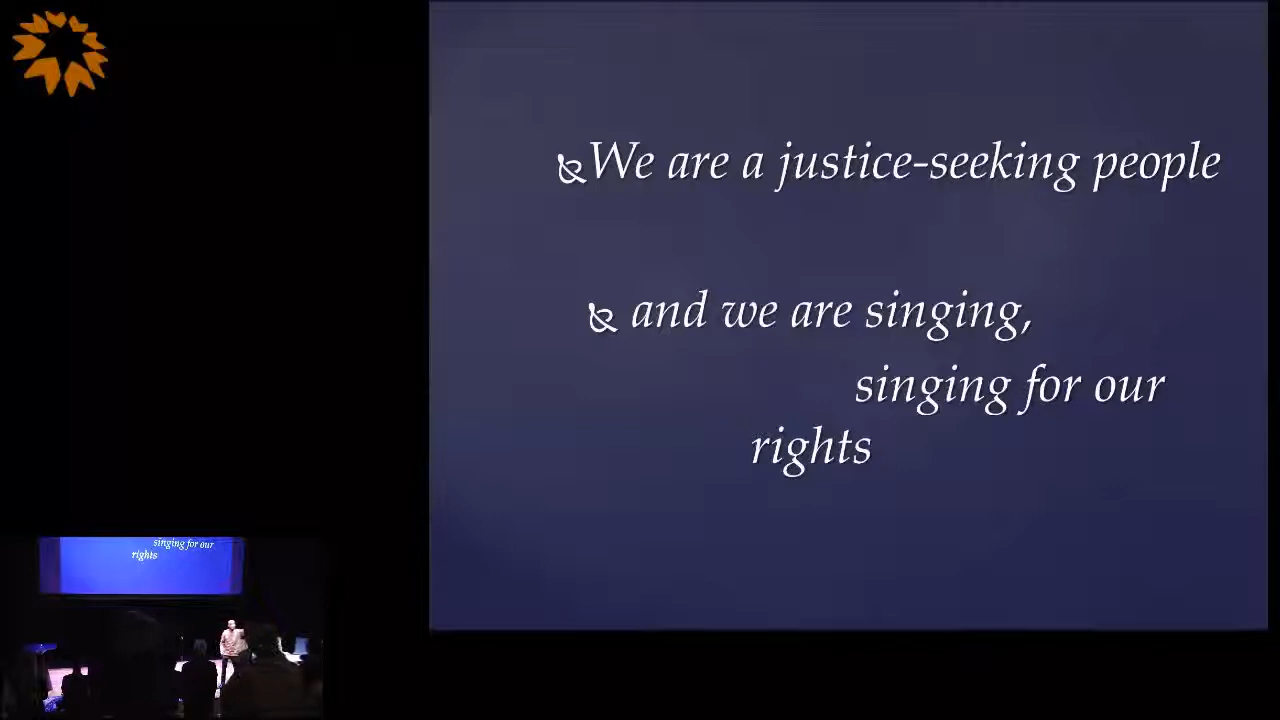 We are a justice-seeking people
and we are singing,
singing for our
rights
singing for our
rights